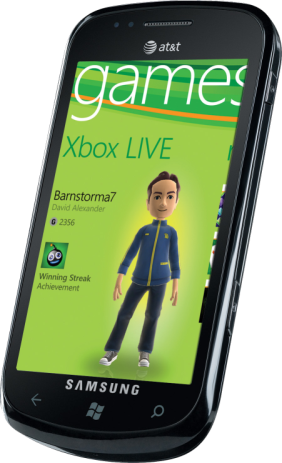 at&t
games
Xbox LIVE
Barnstorma7
David Alexander
G 2356
Winning Streak
Achievement
SAMSUNG